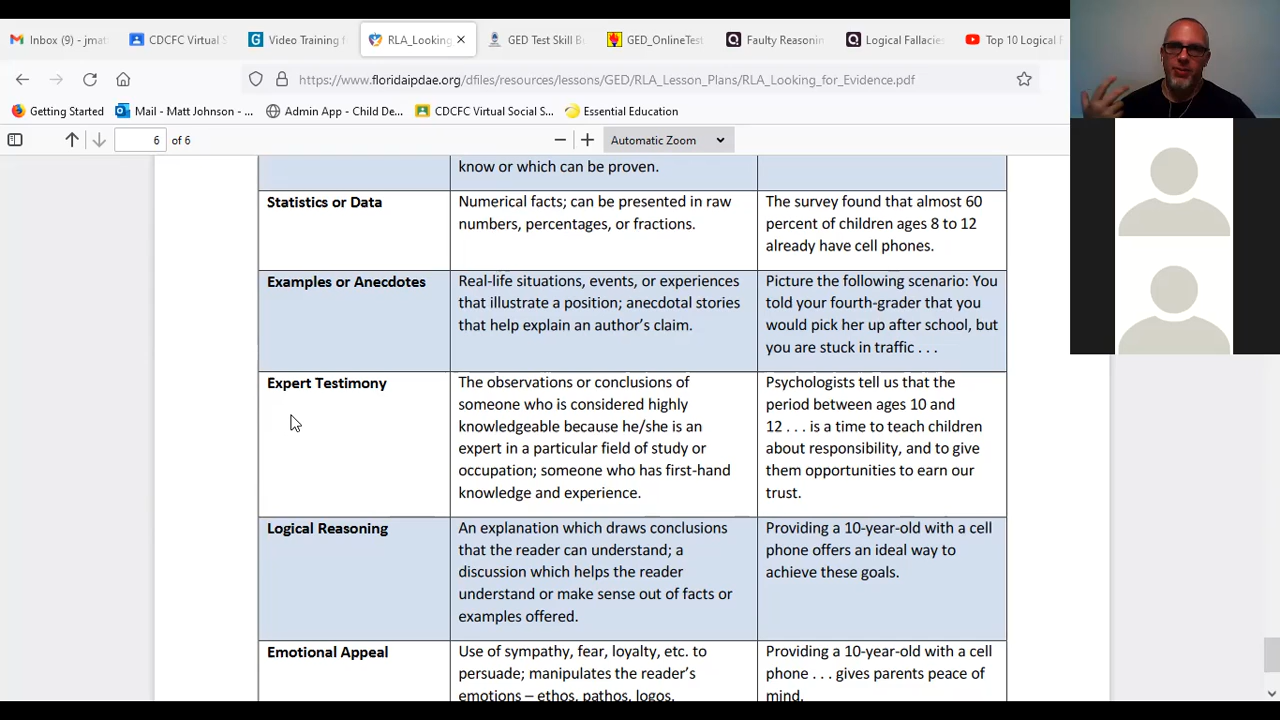 Inbox (9) - jmat
CDCFC Virtual S
Video Training f
RLA_Looking
GED Test Skill B
GED_OnlineTest
Faulty Reasonin
Logical Fallacie
Top 10 Logical F
https://www.floridaipdae.org/dfiles/resources/lessons/GED/RLA_Lesson_Plans/RLA_Looking_for_Evidence.pdf
Getting Started
Mail - Matt Johnson - ...
Admin App - Child De...
CDCFC Virtual Social S...
Essential Education
6 of 6
Automatic Zoom
know or which can be proven.
Statistics or Data
Numerical facts; can be presented in raw
numbers, percentages, or fractions.
The survey found that almost 60
percent of children ages 8 to 12
already have cell phones.
Examples or Anecdotes
Real-life situations, events, or experiences
that illustrate a position; anecdotal stories
that help explain an author's claim.
Picture the following scenario: You
told your fourth-grader that you
would pick her up after school, but
you are stuck in traffic . . .
Expert Testimony
The observations or conclusions of
someone who is considered highly
knowledgeable because he/she is an
expert in a particular field of study or
occupation; someone who has first-hand
knowledge and experience.
Psychologists tell us that the
period between ages 10 and
12 . . . is a time to teach children
about responsibility, and to give
them opportunities to earn our
trust.
Logical Reasoning
An explanation which draws conclusions
that the reader can understand; a
discussion which helps the reader
understand or make sense out of facts or
examples offered.
Providing a 10-year-old with a cell
phone offers an ideal way to
achieve these goals.
Emotional Appeal
Use of sympathy, fear, loyalty, etc. to
persuade; manipulates the reader's
emotions – ethos, pathos, logos.
Providing a 10-year-old with a cell
phone . . . gives parents peace of
mind.